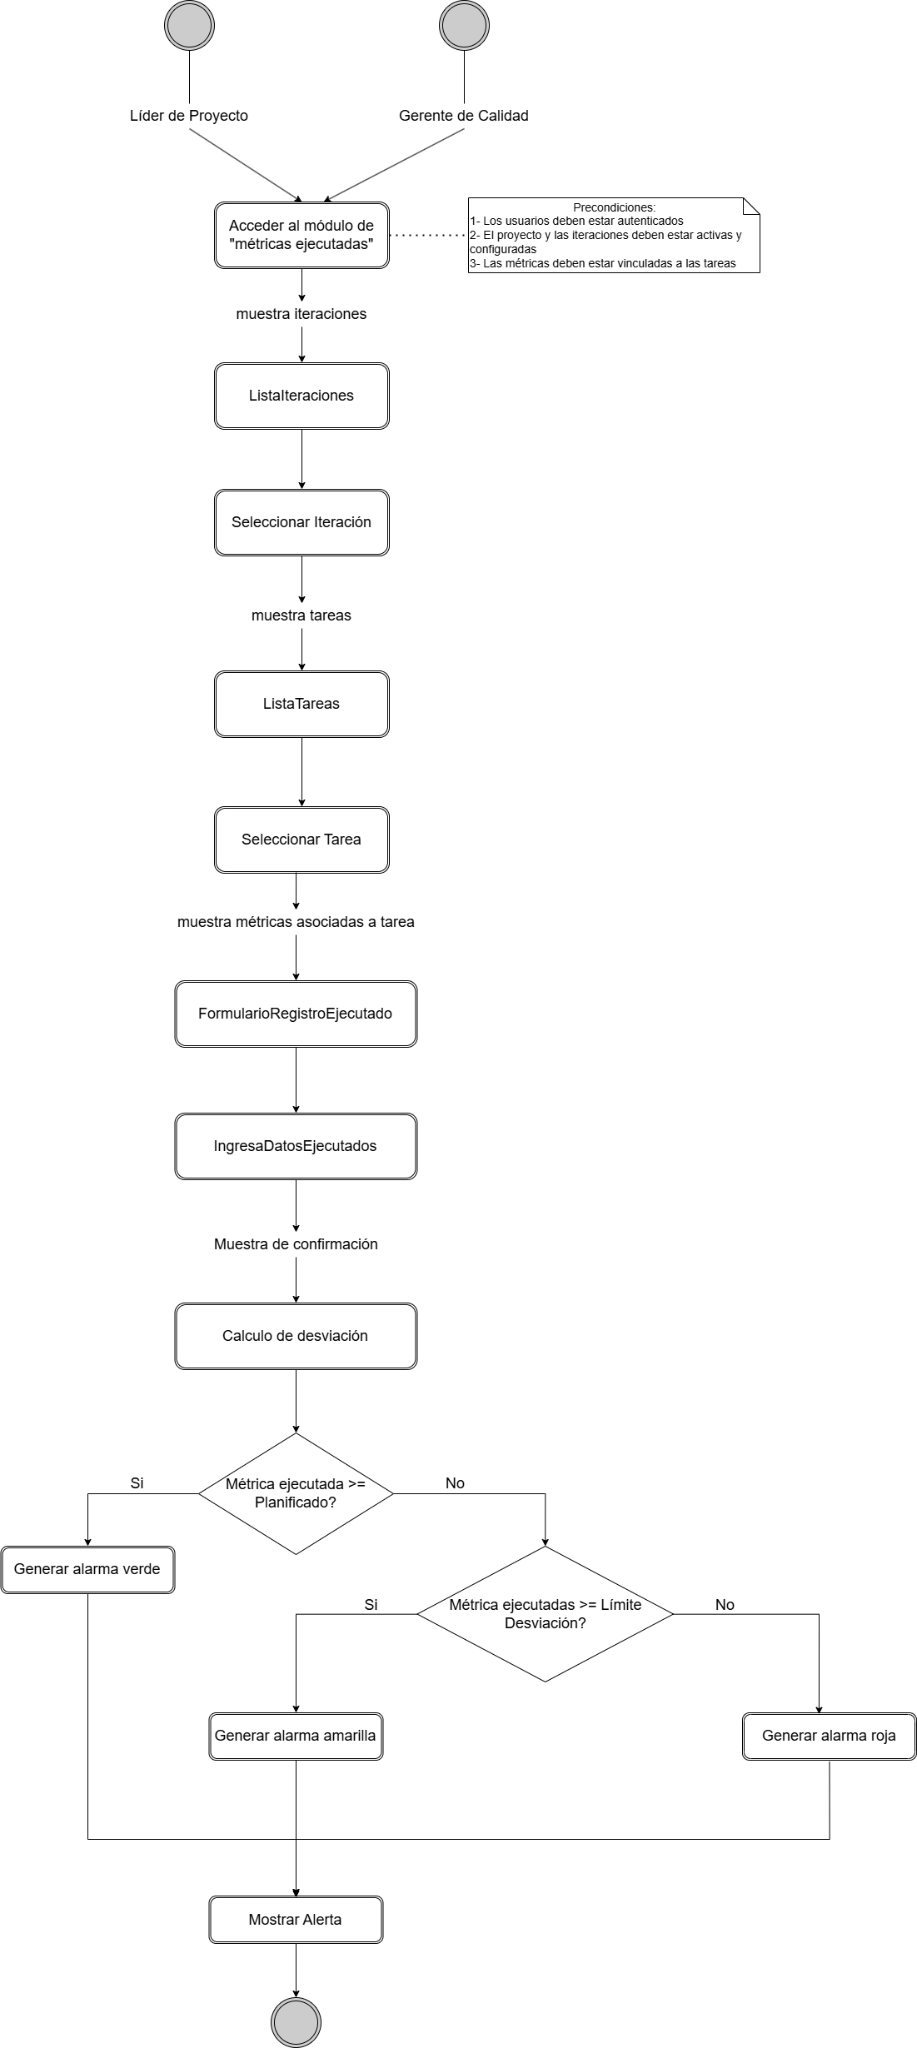 Líder de Proyecto
Gerente de Calidad
Acceder al módulo de
"métricas ejecutadas"
Precondiciones:
1- Los usuarios deben estar autenticados
2- El proyecto y las iteraciones deben estar activas y
configuradas
3- Las métricas deben estar vinculadas a las tareas
muestra iteraciones
ListaIteraciones
Seleccionar Iteración
muestra tareas
ListaTareas
Seleccionar Tarea
muestra métricas asociadas a tarea
FormularioRegistroEjecutado
IngresaDatosEjecutados
Muestra de confirmación
Calculo de desviación
Métrica ejecutada >=
Planificado?
Si
No
Generar alarma verde
Métrica ejecutadas >= Límite
Desviación?
Si
No
Generar alarma amarilla
Generar alarma roja
Mostrar Alerta